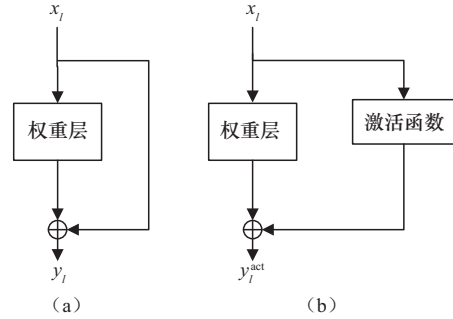 x_l x_l
权重层 权重层 激活函数
y_l y_l^act
（a） （b）